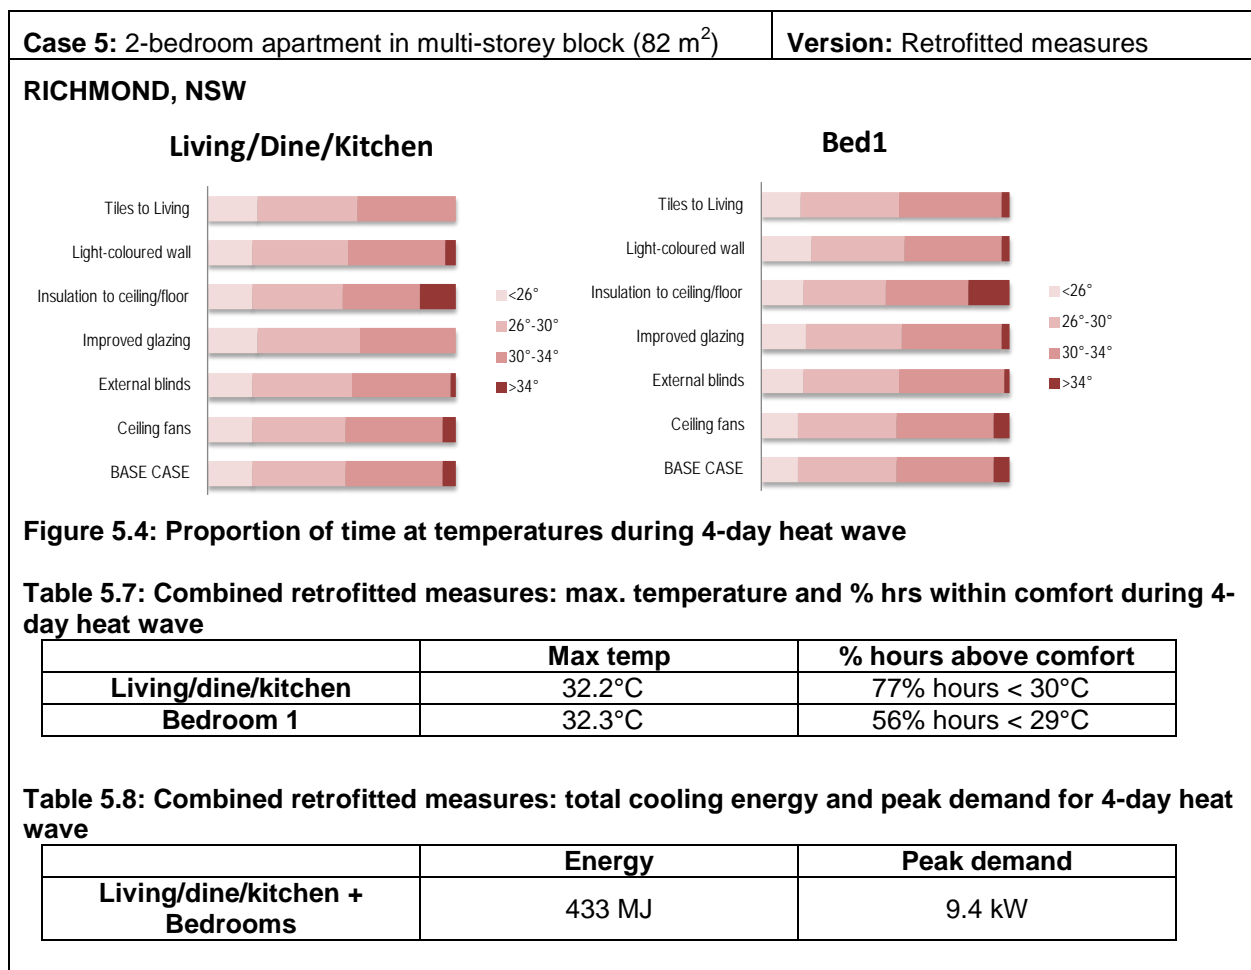 Case 5: 2-bedroom apartment in multi-storey block (82 m2)
Version: Retrofitted measures
RICHMOND, NSW
Living/Dine/Kitchen
Tiles to Living
Light-coloured wall
Insulation to ceiling/floor
Improved glazing
External blinds
Ceiling fans
BASE CASE
<26°
26°-30°
30°-34°
>34°
Bed1
Tiles to Living
Light-coloured wall
Insulation to ceiling/floor
Improved glazing
External blinds
Ceiling fans
BASE CASE
<26°
26°-30°
30°-34°
>34°
Figure 5.4: Proportion of time at temperatures during 4-day heat wave
Table 5.7: Combined retrofitted measures: max. temperature and % hrs within comfort during 4-
day heat wave
Max temp
% hours above comfort
Living/dine/kitchen
32.2°C
77% hours < 30°C
Bedroom 1
32.3°C
56% hours < 29°C
Table 5.8: Combined retrofitted measures: total cooling energy and peak demand for 4-day heat
wave
Energy
Peak demand
Living/dine/kitchen +
Bedrooms
433 MJ
9.4 kW